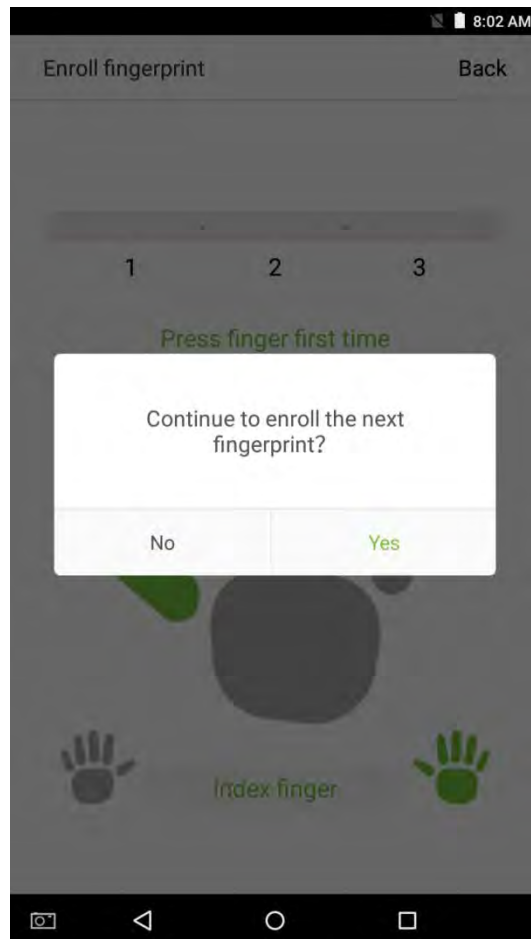 8:02 AM
Enroll fingerprint Back
1 2 3
Press finger first time
Continue to enroll the next
fingerprint?
No Yes
Index finger